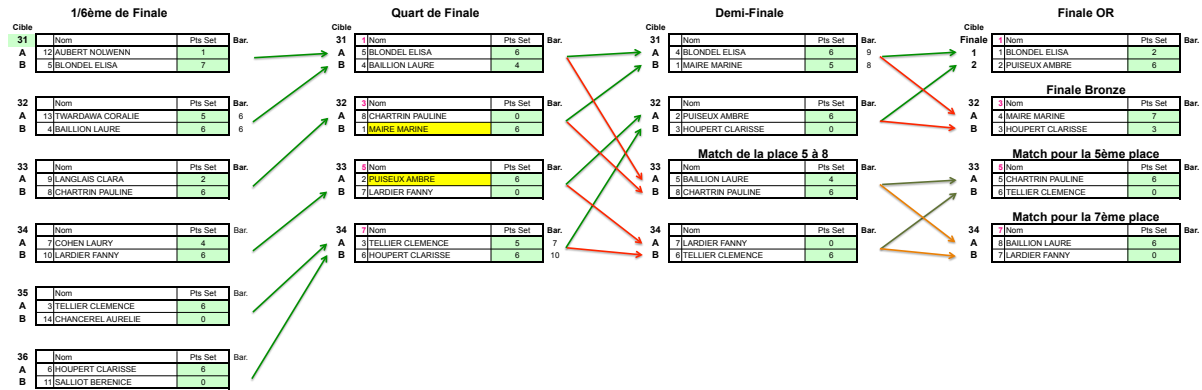 1/6ème de Finale
Quart de Finale
Demi-Finale
Finale OR
Cible
Cible
Cible
Cible
31 Nom Pts Set Bar.
A 12 AUBERT NOLWENN 1
B 5 BLONDEL ELISA 7
31 1 Nom Pts Set Bar.
A 5 BLONDEL ELISA 6
B 4 BAILLION LAURE 4
31 Nom Pts Set Bar.
A 4 BLONDEL ELISA 6 9
B 1 MAIRE MARINE 5 8
Finale 1 Nom Pts Set Bar.
1 1 BLONDEL ELISA 2
2 2 PUISEUX AMBRE 6
Finale Bronze
32 Nom Pts Set Bar.
A 13 TWARDAWA CORALIE 5 6
B 4 BAILLION LAURE 6 6
32 3 Nom Pts Set Bar.
A 8 CHARTRIN PAULINE 0
B 1 MAIRE MARINE 6
32 Nom Pts Set Bar.
A 2 PUISEUX AMBRE 6
B 3 HOUPERT CLARISSE 0
32 3 Nom Pts Set Bar.
A 4 MAIRE MARINE 7
B 3 HOUPERT CLARISSE 3
Match de la place 5 à 8
Match pour la 5ème place
33 Nom Pts Set Bar.
A 9 LANGLAIS CLARA 2
B 8 CHARTRIN PAULINE 6
33 5 Nom Pts Set Bar.
A 2 PUISEUX AMBRE 6
B 7 LARDIER FANNY 0
33 Nom Pts Set Bar.
A 5 BAILLION LAURE 4
B 8 CHARTRIN PAULINE 6
33 5 Nom Pts Set Bar.
A 5 CHARTRIN PAULINE 6
B 6 TELLIER CLEMENCE 0
Match pour la 7ème place
34 Nom Pts Set Bar.
A 7 COHEN LAURY 4
B 10 LARDIER FANNY 6
34 7 Nom Pts Set Bar.
A 3 TELLIER CLEMENCE 5 7
B 6 HOUPERT CLARISSE 6 10
34 Nom Pts Set Bar.
A 7 LARDIER FANNY 0
B 6 TELLIER CLEMENCE 6
34 7 Nom Pts Set Bar.
A 8 BAILLION LAURE 6
B 7 LARDIER FANNY 0
35 Nom Pts Set Bar.
A 3 TELLIER CLEMENCE 6
B 14 CHANCEREL AURELIE 0
36 Nom Pts Set Bar.
A 6 HOUPERT CLARISSE 6
B 11 SALLIOT BERENICE 0